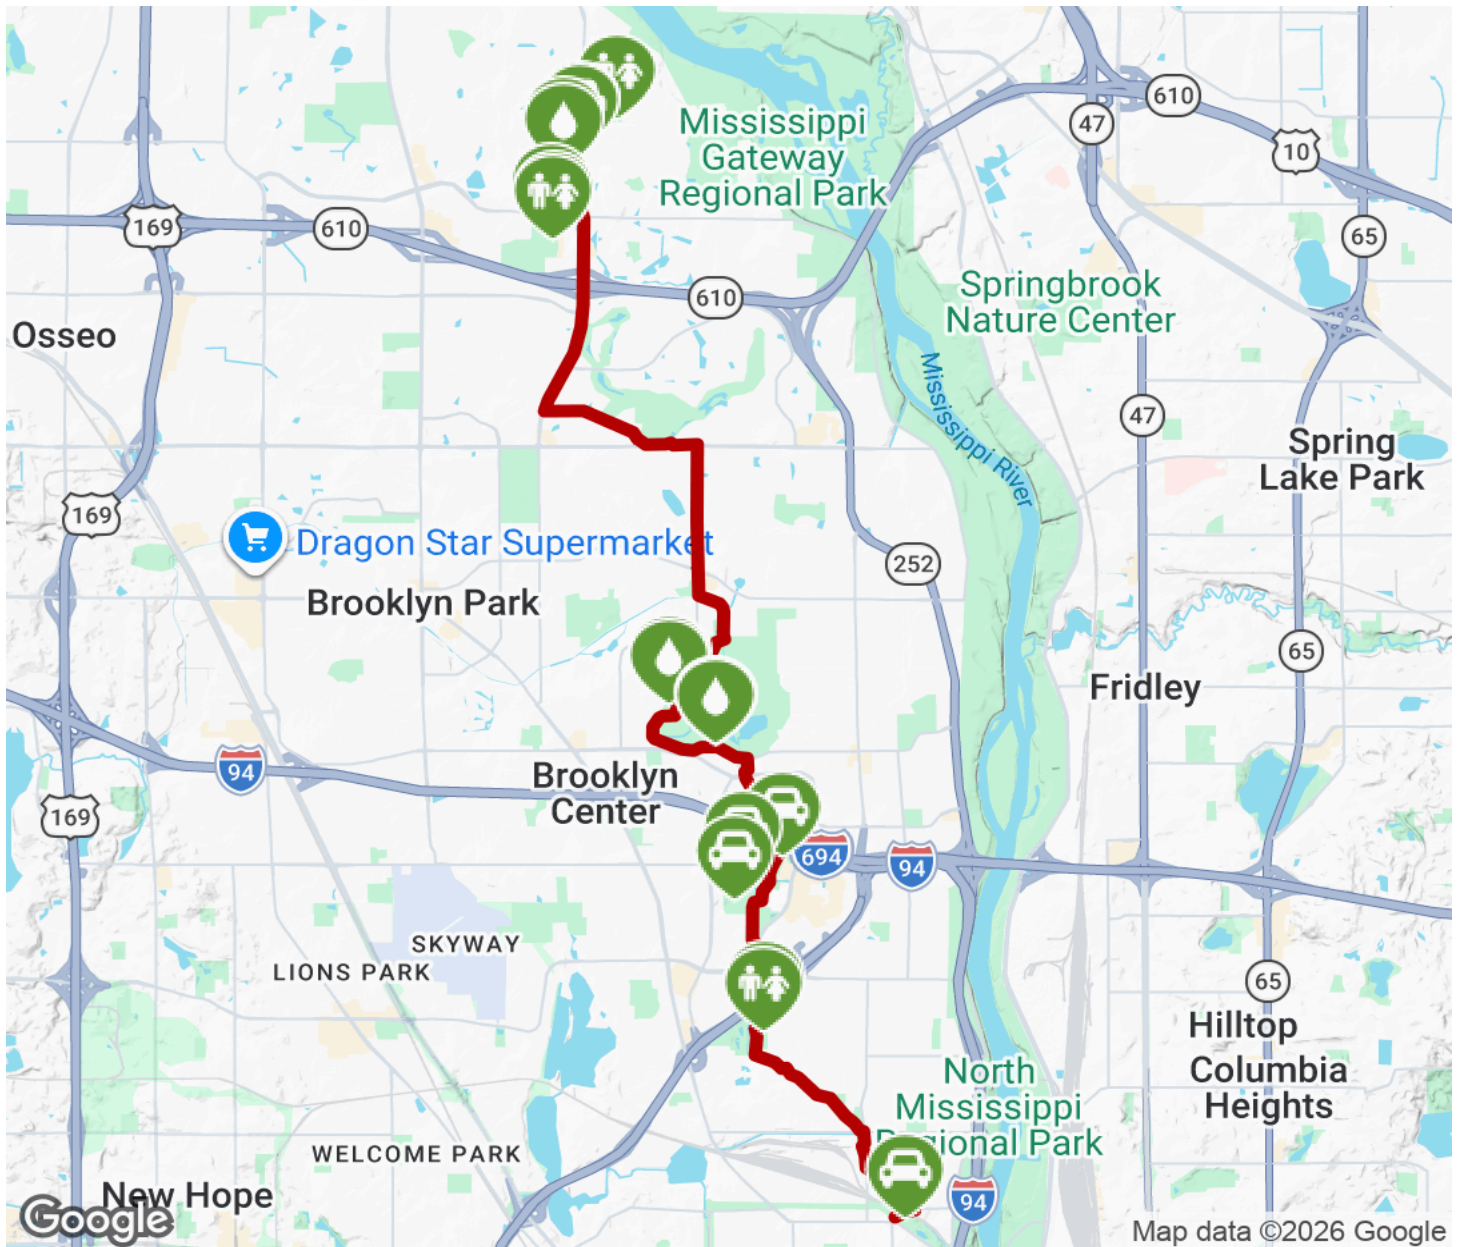 610
47
Mississippi
Gateway
Regional Park
10
169
610
65
610
Springbrook
Nature Center
Osseo
Mississippi River
47
Spring
Lake Park
169
Dragon Star Supermarket
252
Brooklyn Park
65
Fridley
94
Brooklyn
Center
169
694
94
SKYWAY
LIONS PARK
65
Hilltop
North
Mississippi
Regional Park
Columbia
Heights
WELCOME PARK
New Hope
94
Google
Map data ©2026 Google